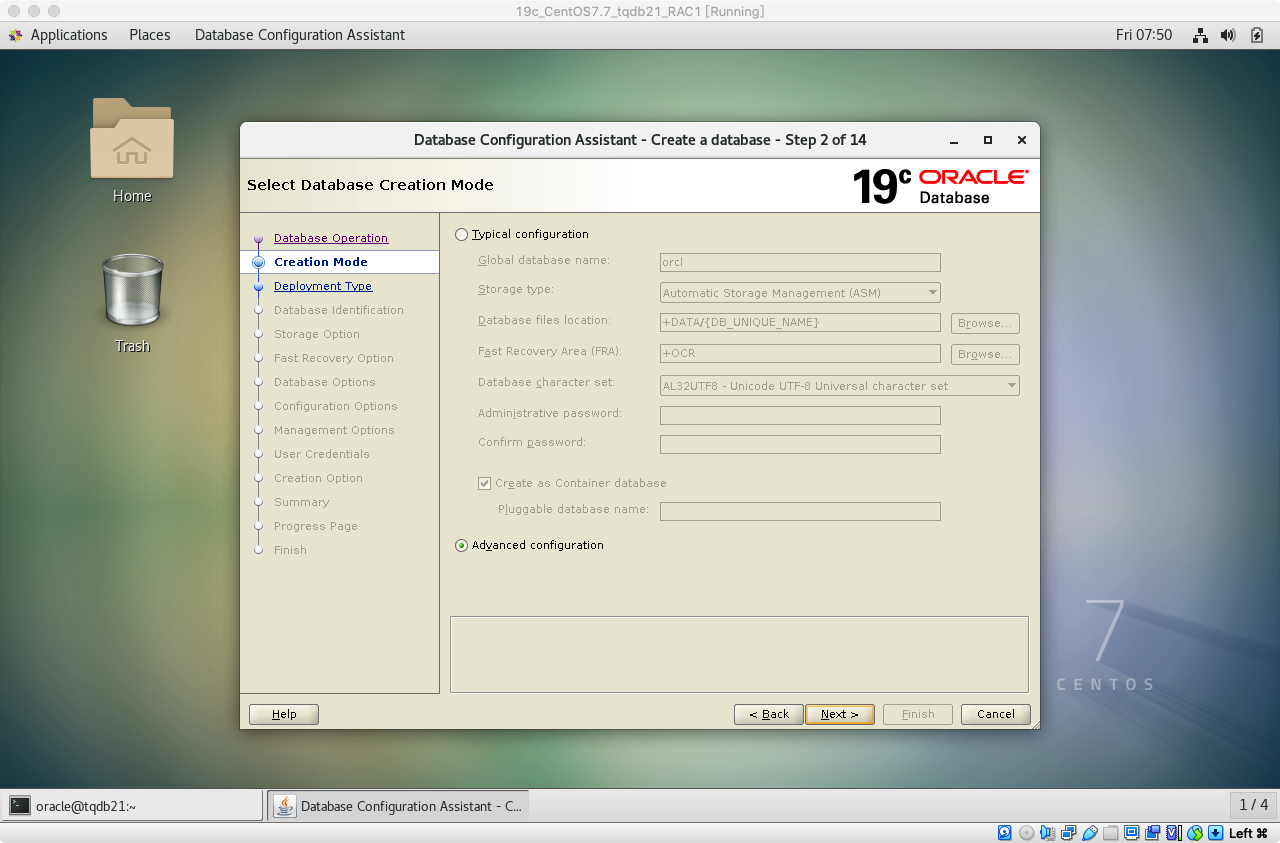 19c_CentOS7.7_tqdb21_RAC1 [Running]
Applications Places Database Configuration Assistant Fri 07:50
Home
Trash
Database Configuration Assistant - Create a database - Step 2 of 14
Select Database Creation Mode
19c ORACLE Database
Database Operation
Creation Mode
Deployment Type
Database Identification
Storage Option
Fast Recovery Option
Database Options
Configuration Options
Management Options
User Credentials
Creation Option
Summary
Progress Page
Finish
Typical configuration
Global database name: orcl
Storage type: Automatic Storage Management (ASM)
Database files location: +DATA/{DB_UNIQUE_NAME} Browse...
Fast Recovery Area (FRA): +OCR Browse...
Database character set: AL32UTF8 - Unicode UTF-8 Universal character set
Administrative password:
Confirm password:
Create as Container database
Pluggable database name:
Advanced configuration
Help < Back Next > Finish Cancel
7
CENTOS
oracle@tqdb21:~ Database Configuration Assistant - C... 1 / 4
Left ⌘